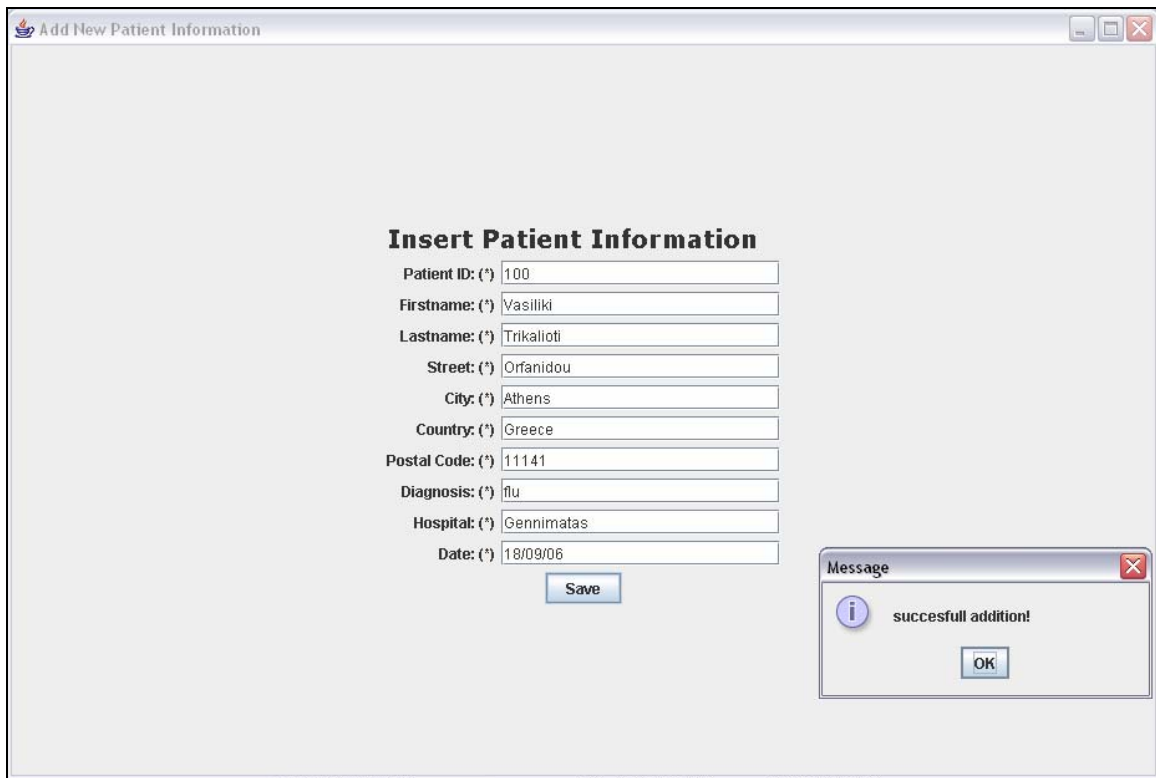 Add New Patient Information
Insert Patient Information
Patient ID: (*) 100
Firstname: (*) Vasiliki
Lastname: (*) Trikalioti
Street: (*) Orfanidou
City: (*) Athens
Country: (*) Greece
Postal Code: (*) 11141
Diagnosis: (*) flu
Hospital: (*) Gennimatas
Date: (*) 18/09/06
Save
Message
succesfull addition!
OK